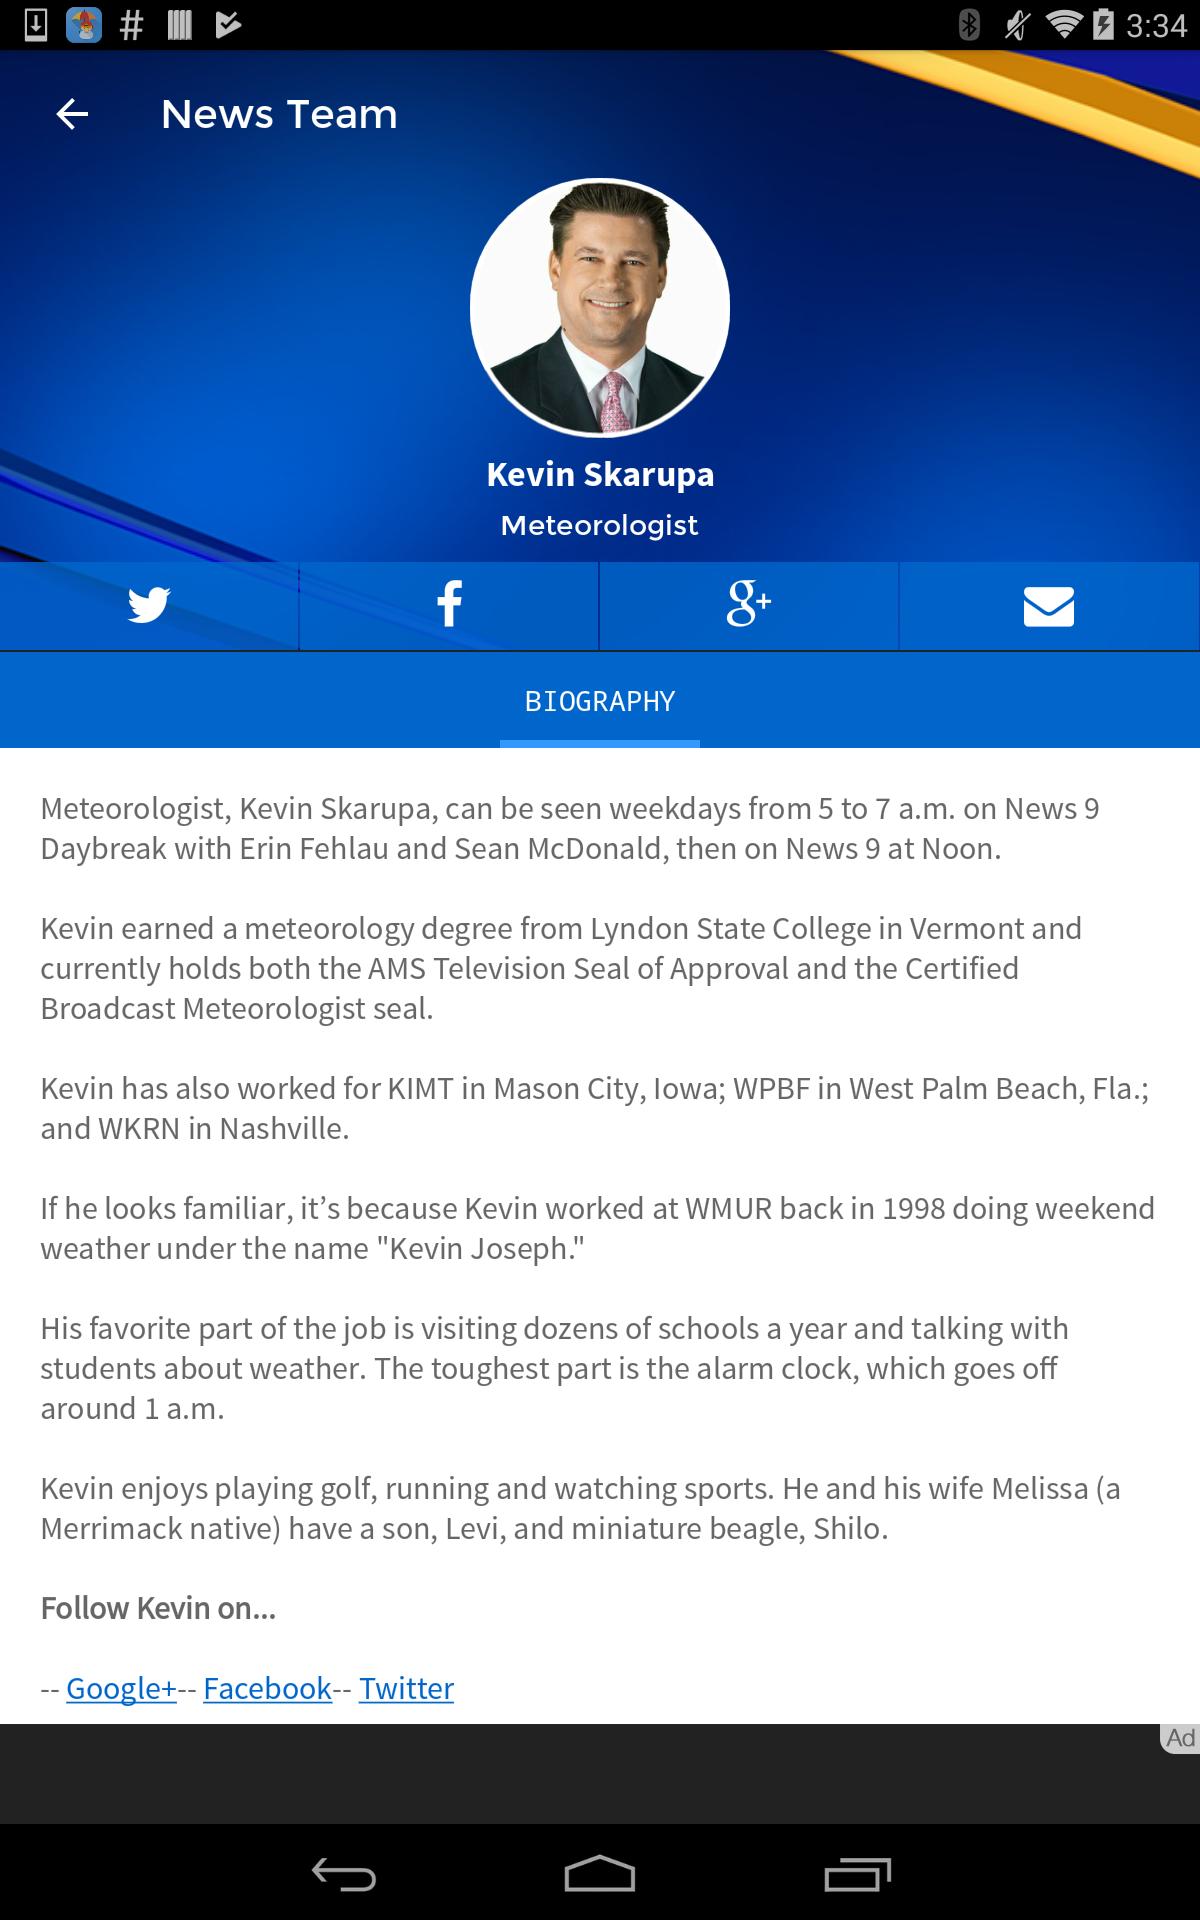 3:34
News Team
Kevin Skarupa
Meteorologist
f
g+
BIOGRAPHY
Meteorologist, Kevin Skarupa, can be seen weekdays from 5 to 7 a.m. on News 9
Daybreak with Erin Fehlau and Sean McDonald, then on News 9 at Noon.
Kevin earned a meteorology degree from Lyndon State College in Vermont and
currently holds both the AMS Television Seal of Approval and the Certified
Broadcast Meteorologist seal.
Kevin has also worked for KIMT in Mason City, Iowa; WPBF in West Palm Beach, Fla.;
and WKRN in Nashville.
If he looks familiar, it’s because Kevin worked at WMUR back in 1998 doing weekend
weather under the name "Kevin Joseph."
His favorite part of the job is visiting dozens of schools a year and talking with
students about weather. The toughest part is the alarm clock, which goes off
around 1 a.m.
Kevin enjoys playing golf, running and watching sports. He and his wife Melissa (a
Merrimack native) have a son, Levi, and miniature beagle, Shilo.
Follow Kevin on...
-- Google+-- Facebook-- Twitter
Ad